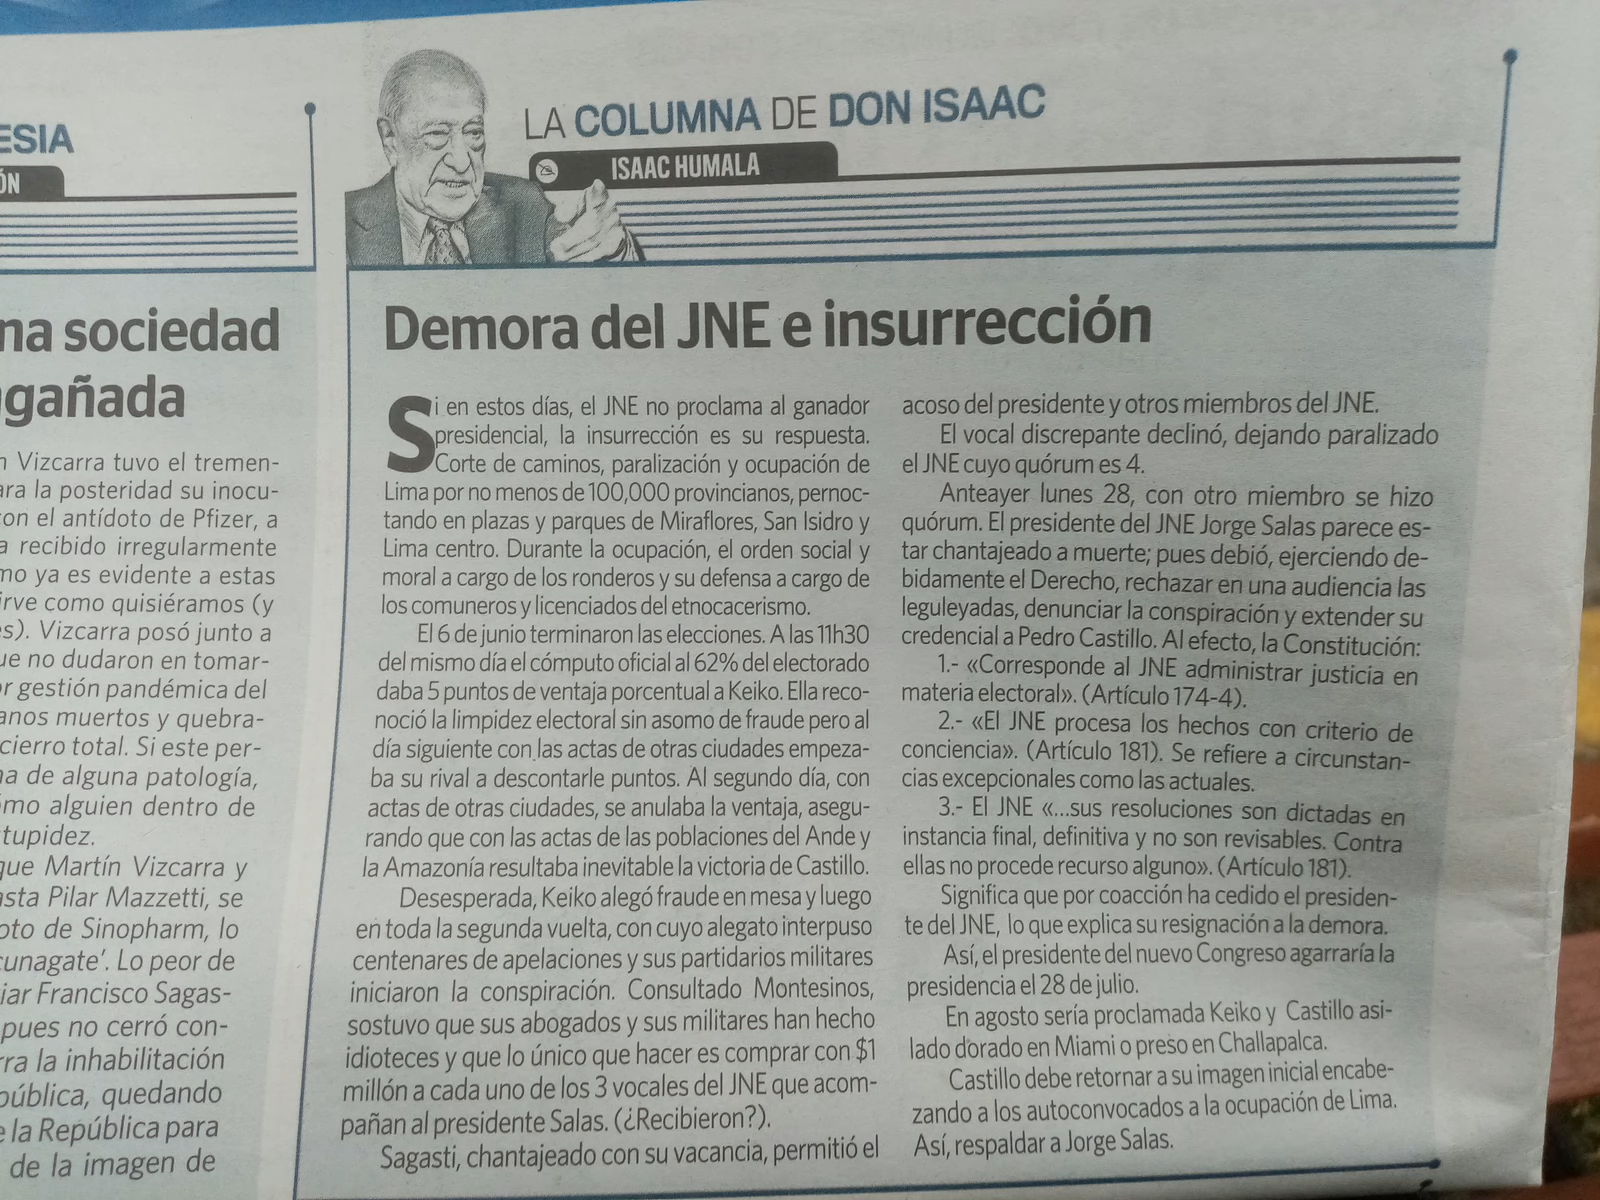 ESIA
ÓN
na sociedad
gañada
n Vizcarra tuvo el tremen-
ara la posteridad su inocu-
con el antídoto de Pfizer, a
a recibido irregularmente
mo ya es evidente a estas
irve como quisiéramos (y
s). Vizcarra posó junto a
ue no dudaron en tomar-
or gestión pandémica del
anos muertos y quebra-
cierro total. Si este per-
na de alguna patología,
ómo alguien dentro de
stupidez.
que Martín Vizcarra y
asta Pilar Mazzetti, se
oto de Sinopharm, lo
cunagate'. Lo peor de
iar Francisco Sagas-
pues no cerró con-
rra la inhabilitación
pública, quedando
e la República para
de la imagen de
LA COLUMNA DE DON ISAAC
ISAAC HUMALA
Demora del JNE e insurrección
Si en estos días, el JNE no proclama al ganador
presidencial, la insurrección es su respuesta.
Corte de caminos, paralización y ocupación de
Lima por no menos de 100,000 provincianos, pernoc-
tando en plazas y parques de Miraflores, San Isidro y
Lima centro. Durante la ocupación, el orden social y
moral a cargo de los ronderos y su defensa a cargo de
los comuneros y licenciados del etnocacerismo.
El 6 de junio terminaron las elecciones. A las 11h30
del mismo día el cómputo oficial al 62% del electorado
daba 5 puntos de ventaja porcentual a Keiko. Ella reco-
noció la limpidez electoral sin asomo de fraude pero al
día siguiente con las actas de otras ciudades empeza-
ba su rival a descontarle puntos. Al segundo día, con
actas de otras ciudades, se anulaba la ventaja, asegu-
rando que con las actas de las poblaciones del Ande y
la Amazonía resultaba inevitable la victoria de Castillo.
Desesperada, Keiko alegó fraude en mesa y luego
en toda la segunda vuelta, con cuyo alegato interpuso
centenares de apelaciones y sus partidarios militares
iniciaron la conspiración. Consultado Montesinos,
sostuvo que sus abogados y sus militares han hecho
idioteces y que lo único que hacer es comprar con $1
millón a cada uno de los 3 vocales del JNE que acom-
pañan al presidente Salas. (¿Recibieron?).
Sagasti, chantajeado con su vacancia, permitió el
acoso del presidente y otros miembros del JNE.
El vocal discrepante declinó, dejando paralizado
el JNE cuyo quórum es 4.
Anteayer lunes 28, con otro miembro se hizo
quórum. El presidente del JNE Jorge Salas parece es-
tar chantajeado a muerte; pues debió, ejerciendo de-
bidamente el Derecho, rechazar en una audiencia las
leguleyadas, denunciar la conspiración y extender su
credencial a Pedro Castillo. Al efecto, la Constitución:
1.- «Corresponde al JNE administrar justicia en
materia electoral». (Artículo 174-4).
2.- «El JNE procesa los hechos con criterio de
conciencia». (Artículo 181). Se refiere a circunstan-
cias excepcionales como las actuales.
3.- El JNE «...sus resoluciones son dictadas en
instancia final, definitiva y no son revisables. Contra
ellas no procede recurso alguno». (Artículo 181).
Significa que por coacción ha cedido el presiden-
te del JNE, lo que explica su resignación a la demora.
Así, el presidente del nuevo Congreso agarraría la
presidencia el 28 de julio.
En agosto sería proclamada Keiko y Castillo asi-
lado dorado en Miami o preso en Challapalca.
Castillo debe retornar a su imagen inicial encabe-
zando a los autoconvocados a la ocupación de Lima.
Así, respaldar a Jorge Salas.